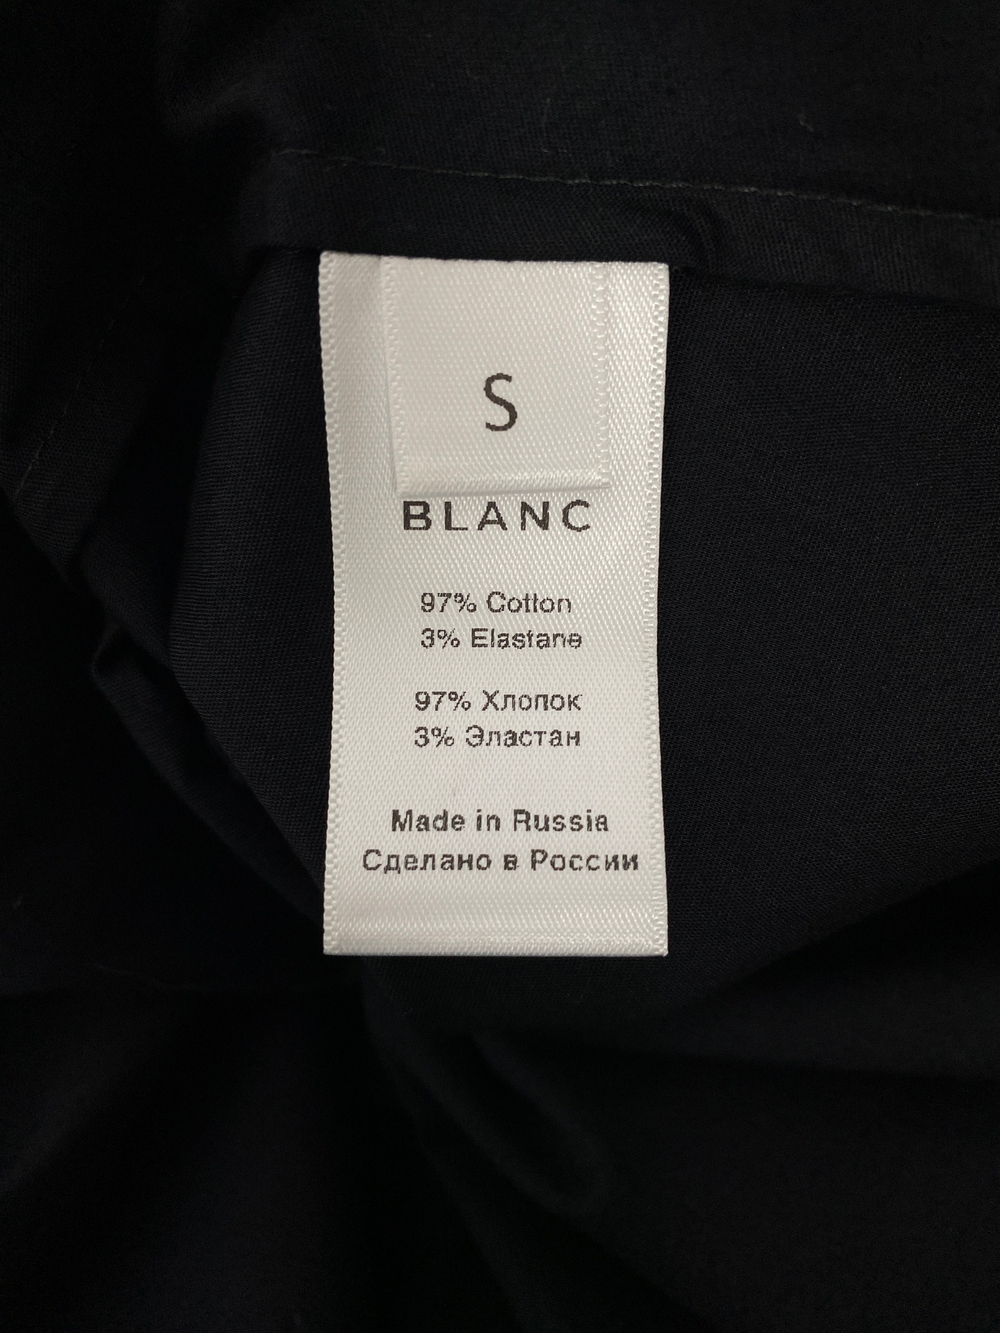 S
BLANC
97% Cotton
3% Elastane
97% Хлопок
3% Эластан
Made in Russia
Сделано в России